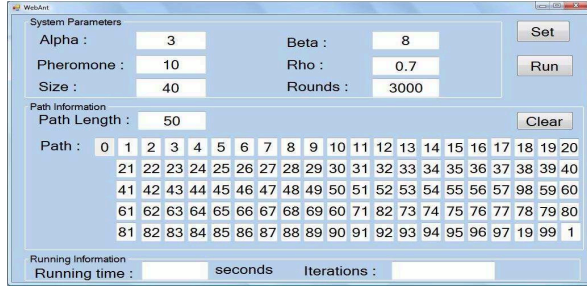 WebAnt
System Parameters
Alpha : 3 Beta : 8 Set
Pheromone : 10 Rho : 0.7 Run
Size : 40 Rounds : 3000
Path Information
Path Length : 50 Clear
Path : 0 1 2 3 4 5 6 7 8 9 10 11 12 13 14 15 16 17 18 19 20
21 22 23 24 25 26 27 28 29 30 31 32 33 34 35 36 37 38 39 40
41 42 43 44 45 46 47 48 49 50 51 52 53 54 55 56 57 98 59 60
61 62 63 64 65 66 67 68 69 60 71 82 73 74 75 76 77 78 79 80
81 82 83 84 85 86 87 88 89 90 91 92 93 94 95 96 97 19 99 1
Running Information
Running time : seconds Iterations :